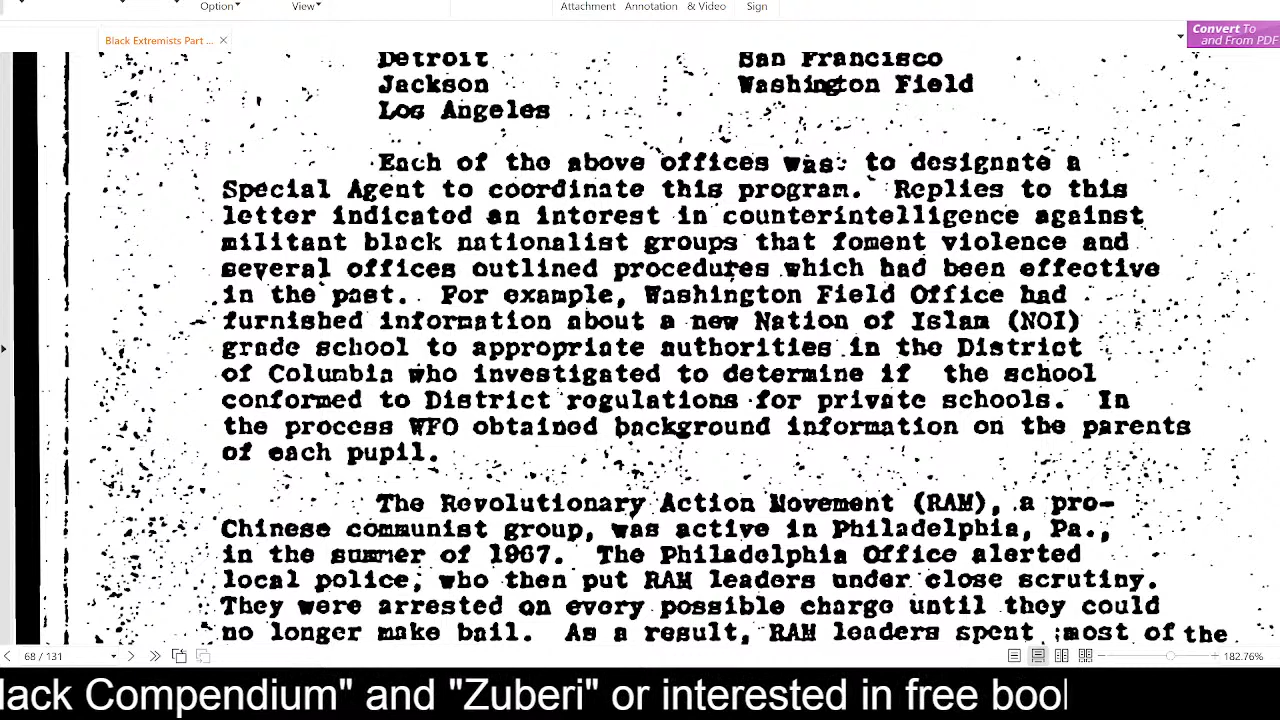 Option
View
Attachment
Annotation
& Video
Sign
Black Extremists Part ...
Convert To
and From PDF
Detroit
San Francisco
Jackson
Washington Field
Los Angeles
Each of the above offices was to designate a
Special Agent to coordinate this program. Replies to this
letter indicated an interest in counterintelligence against
militant black nationalist groups that foment violence and
several offices outlined procedures which had been effective
in the past. For example, Washington Field Office had
furnished information about a new Nation of Islam (NOI)
grade school to appropriate authorities in the District
of Columbia who investigated to determine if the school
conformed to District regulations for private schools. In
the process WFO obtained background information on the parents
of each pupil.
The Revolutionary Action Movement (RAM), a pro-
Chinese communist group, was active in Philadelphia, Pa.,
in the summer of 1967. The Philadelphia Office alerted
local police, who then put RAM leaders under close scrutiny.
They were arrested on every possible charge until they could
no longer make bail. As a result, RAM leaders spent most of the
68 / 131
182.76%
lack Compendium" and "Zuberi" or interested in free bool